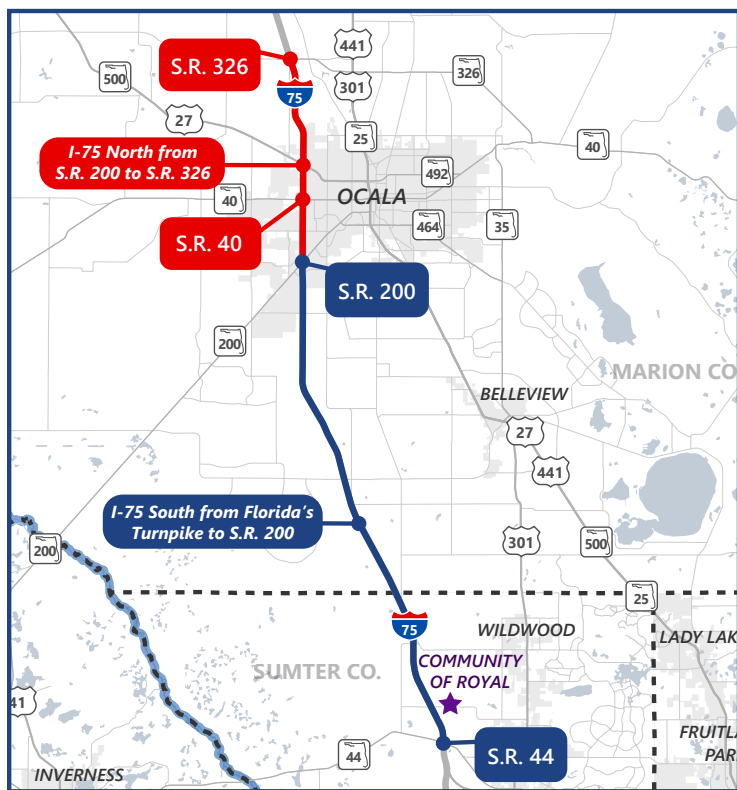 441
S.R. 326
326
500
75
301
27
25
I-75 North from
S.R. 200 to S.R. 326
40
492
40
OCALA
S.R. 40
464
35
S.R. 200
200
MARION CO
BELLEVIEW
27
441
I-75 South from Florida's
Turnpike to S.R. 200
301
500
200
25
75
WILDWOOD
LADY LAK
SUMTER CO.
COMMUNITY
OF ROYAL
41
FRUITLA
PAR
S.R. 44
44
INVERNESS